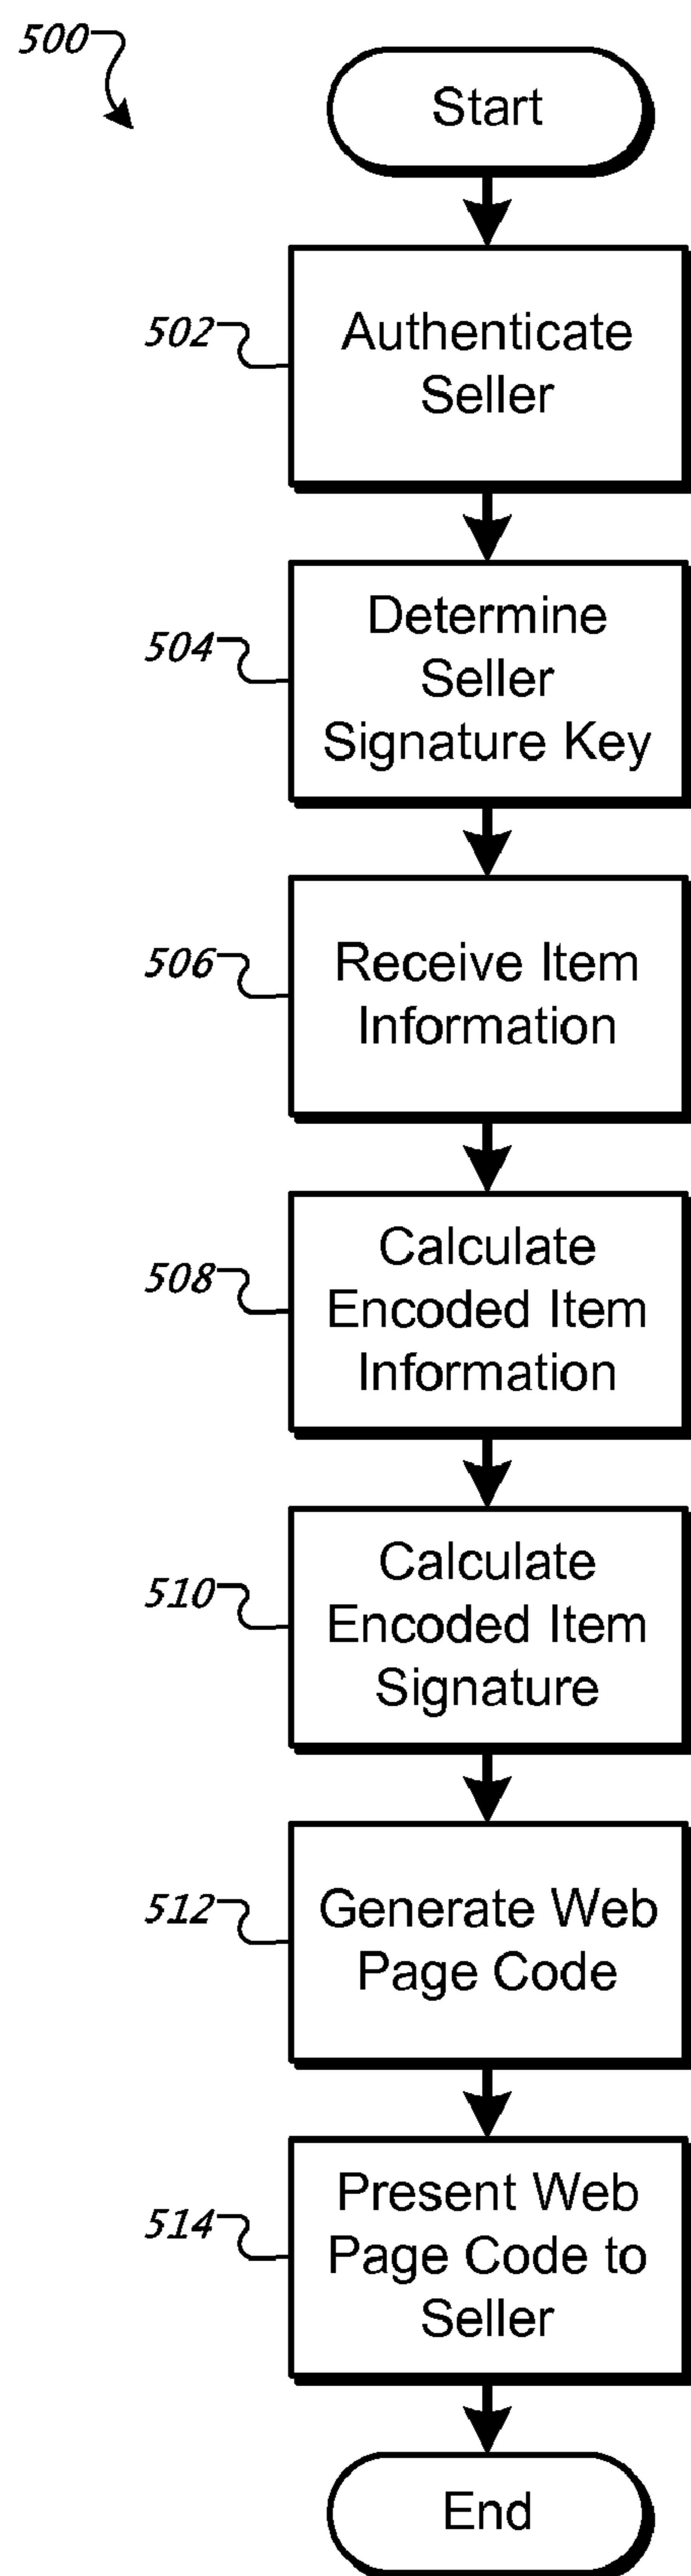 500
Start
502
Authenticate
Seller
504
Determine
Seller
Signature Key
506
Receive Item
Information
508
Calculate
Encoded Item
Information
510
Calculate
Encoded Item
Signature
512
Generate Web
Page Code
514
Present Web
Page Code to
Seller
End